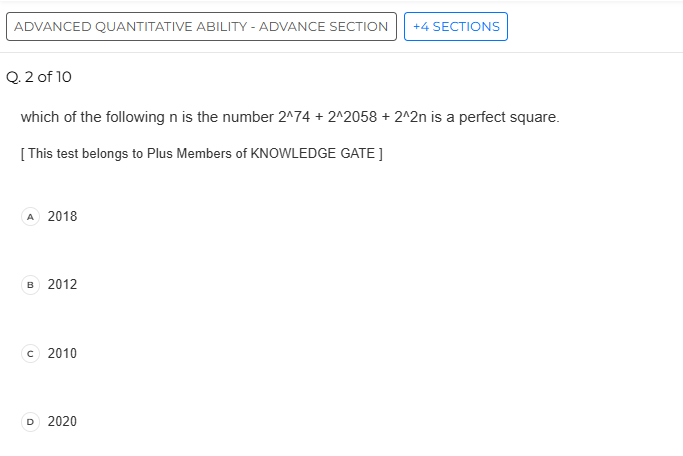 ADVANCED QUANTITATIVE ABILITY - ADVANCE SECTION +4 SECTIONS
Q. 2 of 10
which of the following n is the number 2^74 + 2^2058 + 2^2n is a perfect square.
[ This test belongs to Plus Members of KNOWLEDGE GATE ]
A 2018
B 2012
C 2010
D 2020